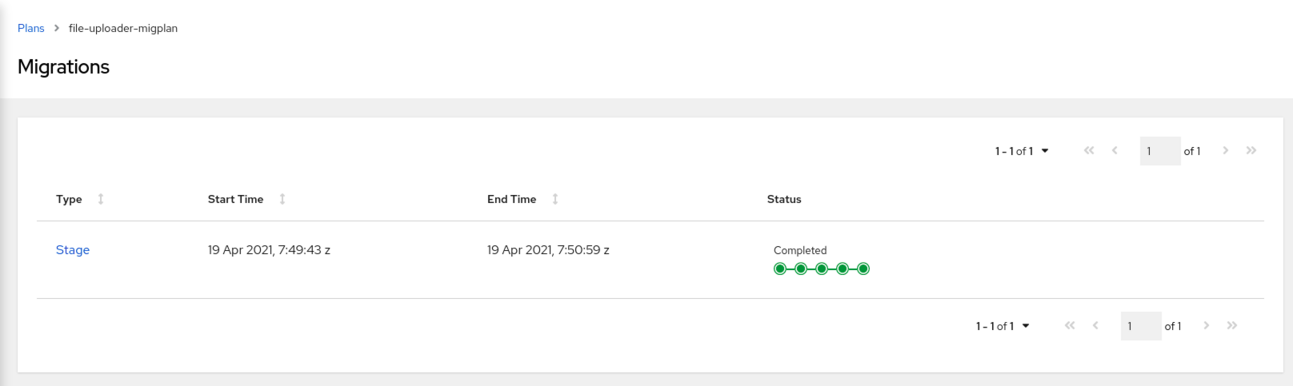 Plans > file-uploader-migplan
Migrations
1 - 1 of 1
1 of 1
Type Start Time End Time Status
Stage 19 Apr 2021, 7:49:43 z 19 Apr 2021, 7:50:59 z Completed
1 - 1 of 1
1 of 1